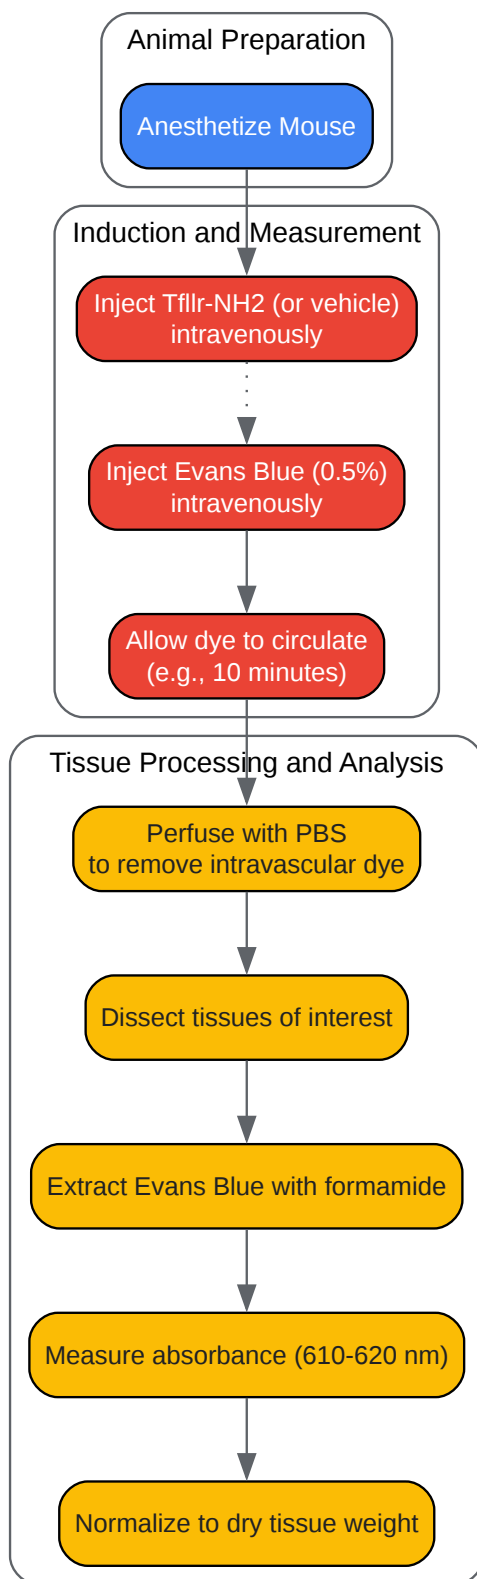 Animal Preparation
Anesthetize Mouse
Induction and Measurement
Inject Tfllr-NH2 (or vehicle)
intravenously
Inject Evans Blue (0.5%)
intravenously
Allow dye to circulate
(e.g., 10 minutes)
Tissue Processing and Analysis
Perfuse with PBS
to remove intravascular dye
Dissect tissues of interest
Extract Evans Blue with formamide
Measure absorbance (610-620 nm)
Normalize to dry tissue weight